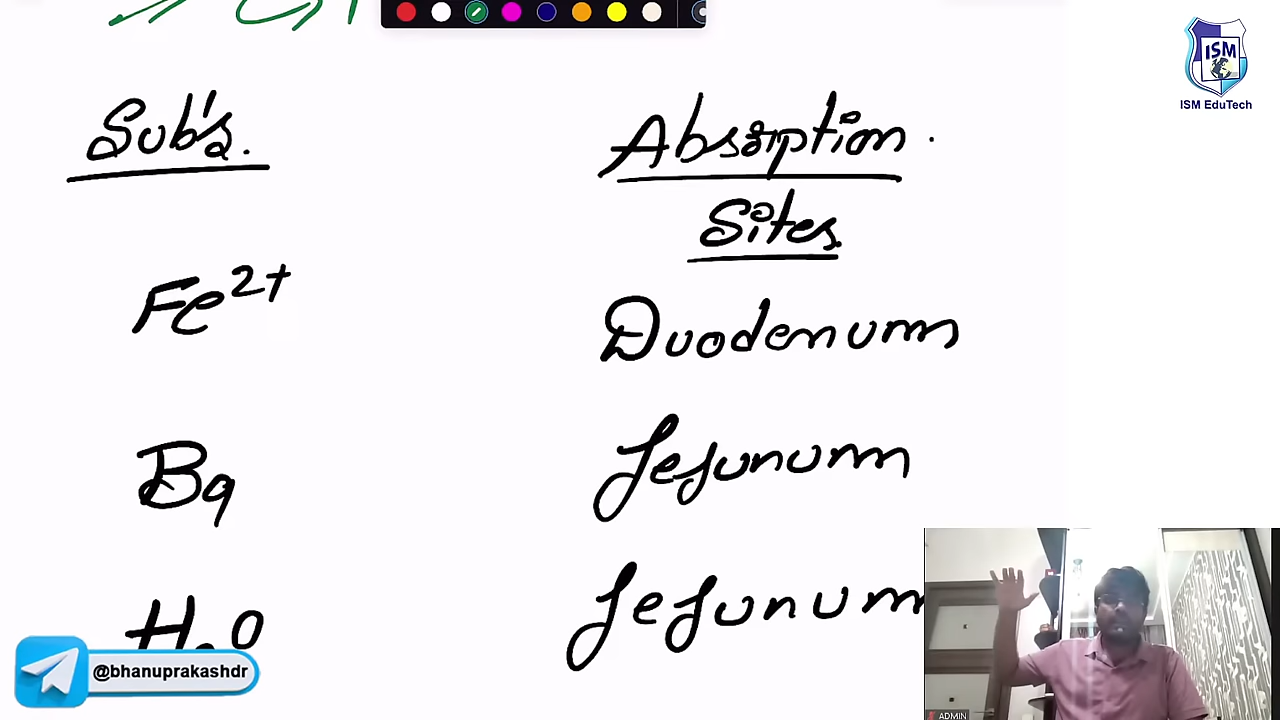 ISM
ISM EduTech
Sub's. Absorption.
Sites
Fe2+ Duodenum
B9 Jejunum
H2O Jejunum
@bhanuprakashdr
ADMIN